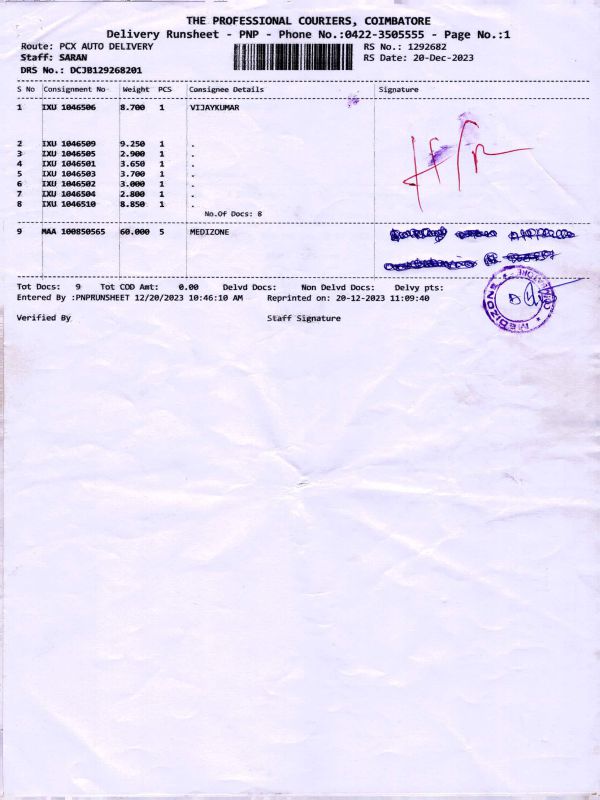 THE PROFESSIONAL COURIERS, COIMBATORE
Delivery Runsheet - PNP - Phone No.:0422-3505555 - Page No.:1
Route: PCX AUTO DELIVERY RS No.: 1292682
Staff: SARAN RS Date: 20-Dec-2023
DRS No.: DCJB129268201
S No Consignment No Weight PCS Consignee Details Signature
1 IXU 1046506 8.700 1 VIJAYKUMAR
2 IXU 1046509 9.250 1 .
3 IXU 1046505 2.900 1 .
4 IXU 1046501 3.650 1 .
5 IXU 1046503 3.700 1 .
6 IXU 1046502 3.000 1 .
7 IXU 1046504 2.800 1 .
8 IXU 1046510 8.850 1 .
No.Of Docs: 8
9 MAA 100850565 60.000 5 MEDIZONE
Tot Docs: 9 Tot COD Amt: 0.00 Delvd Docs: Non Delvd Docs: Delvy pts:
Entered By :PNPRUNSHEET 12/20/2023 10:46:10 AM Reprinted on: 20-12-2023 11:09:40
Verified By Staff Signature
MEDIZONE